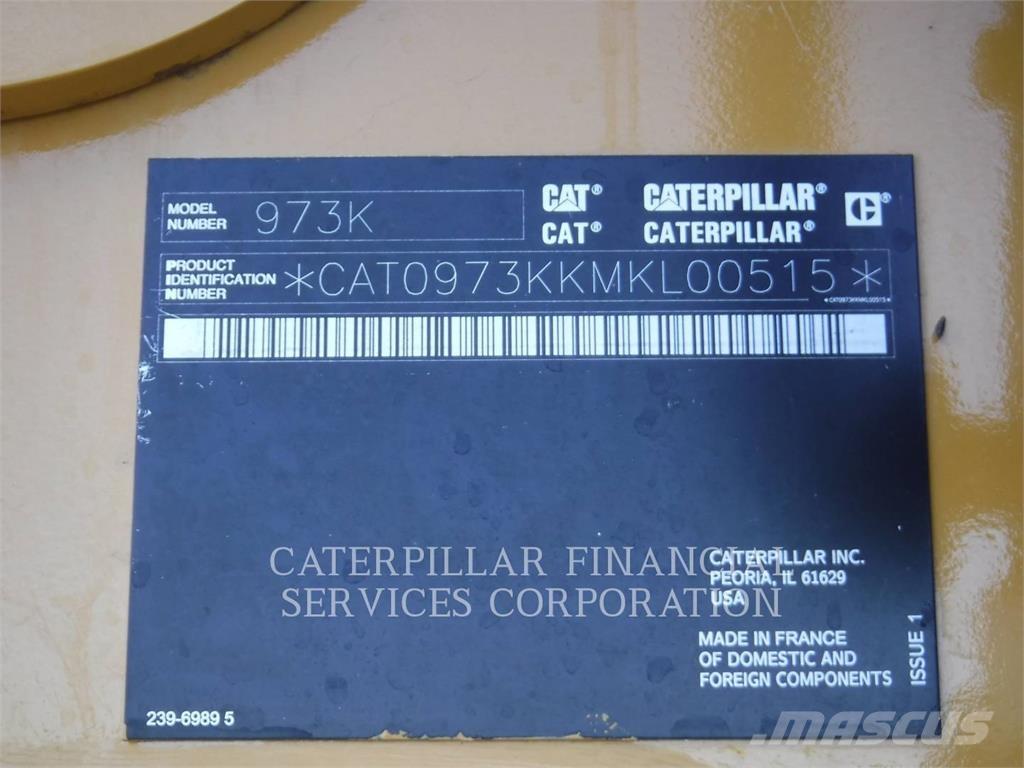 MODEL
NUMBER
973K
CAT® CATERPILLAR®
CAT® CATERPILLAR®
PRODUCT
IDENTIFICATION
NUMBER
*CAT0973KKMKL00515*
*CAT0973KKMKL00515*
CATERPILLAR FINANCIAL
SERVICES CORPORATION
CATERPILLAR INC.
PEORIA, IL 61629
USA
MADE IN FRANCE
OF DOMESTIC AND
FOREIGN COMPONENTS
ISSUE 1
239-6989 5
MASCUS